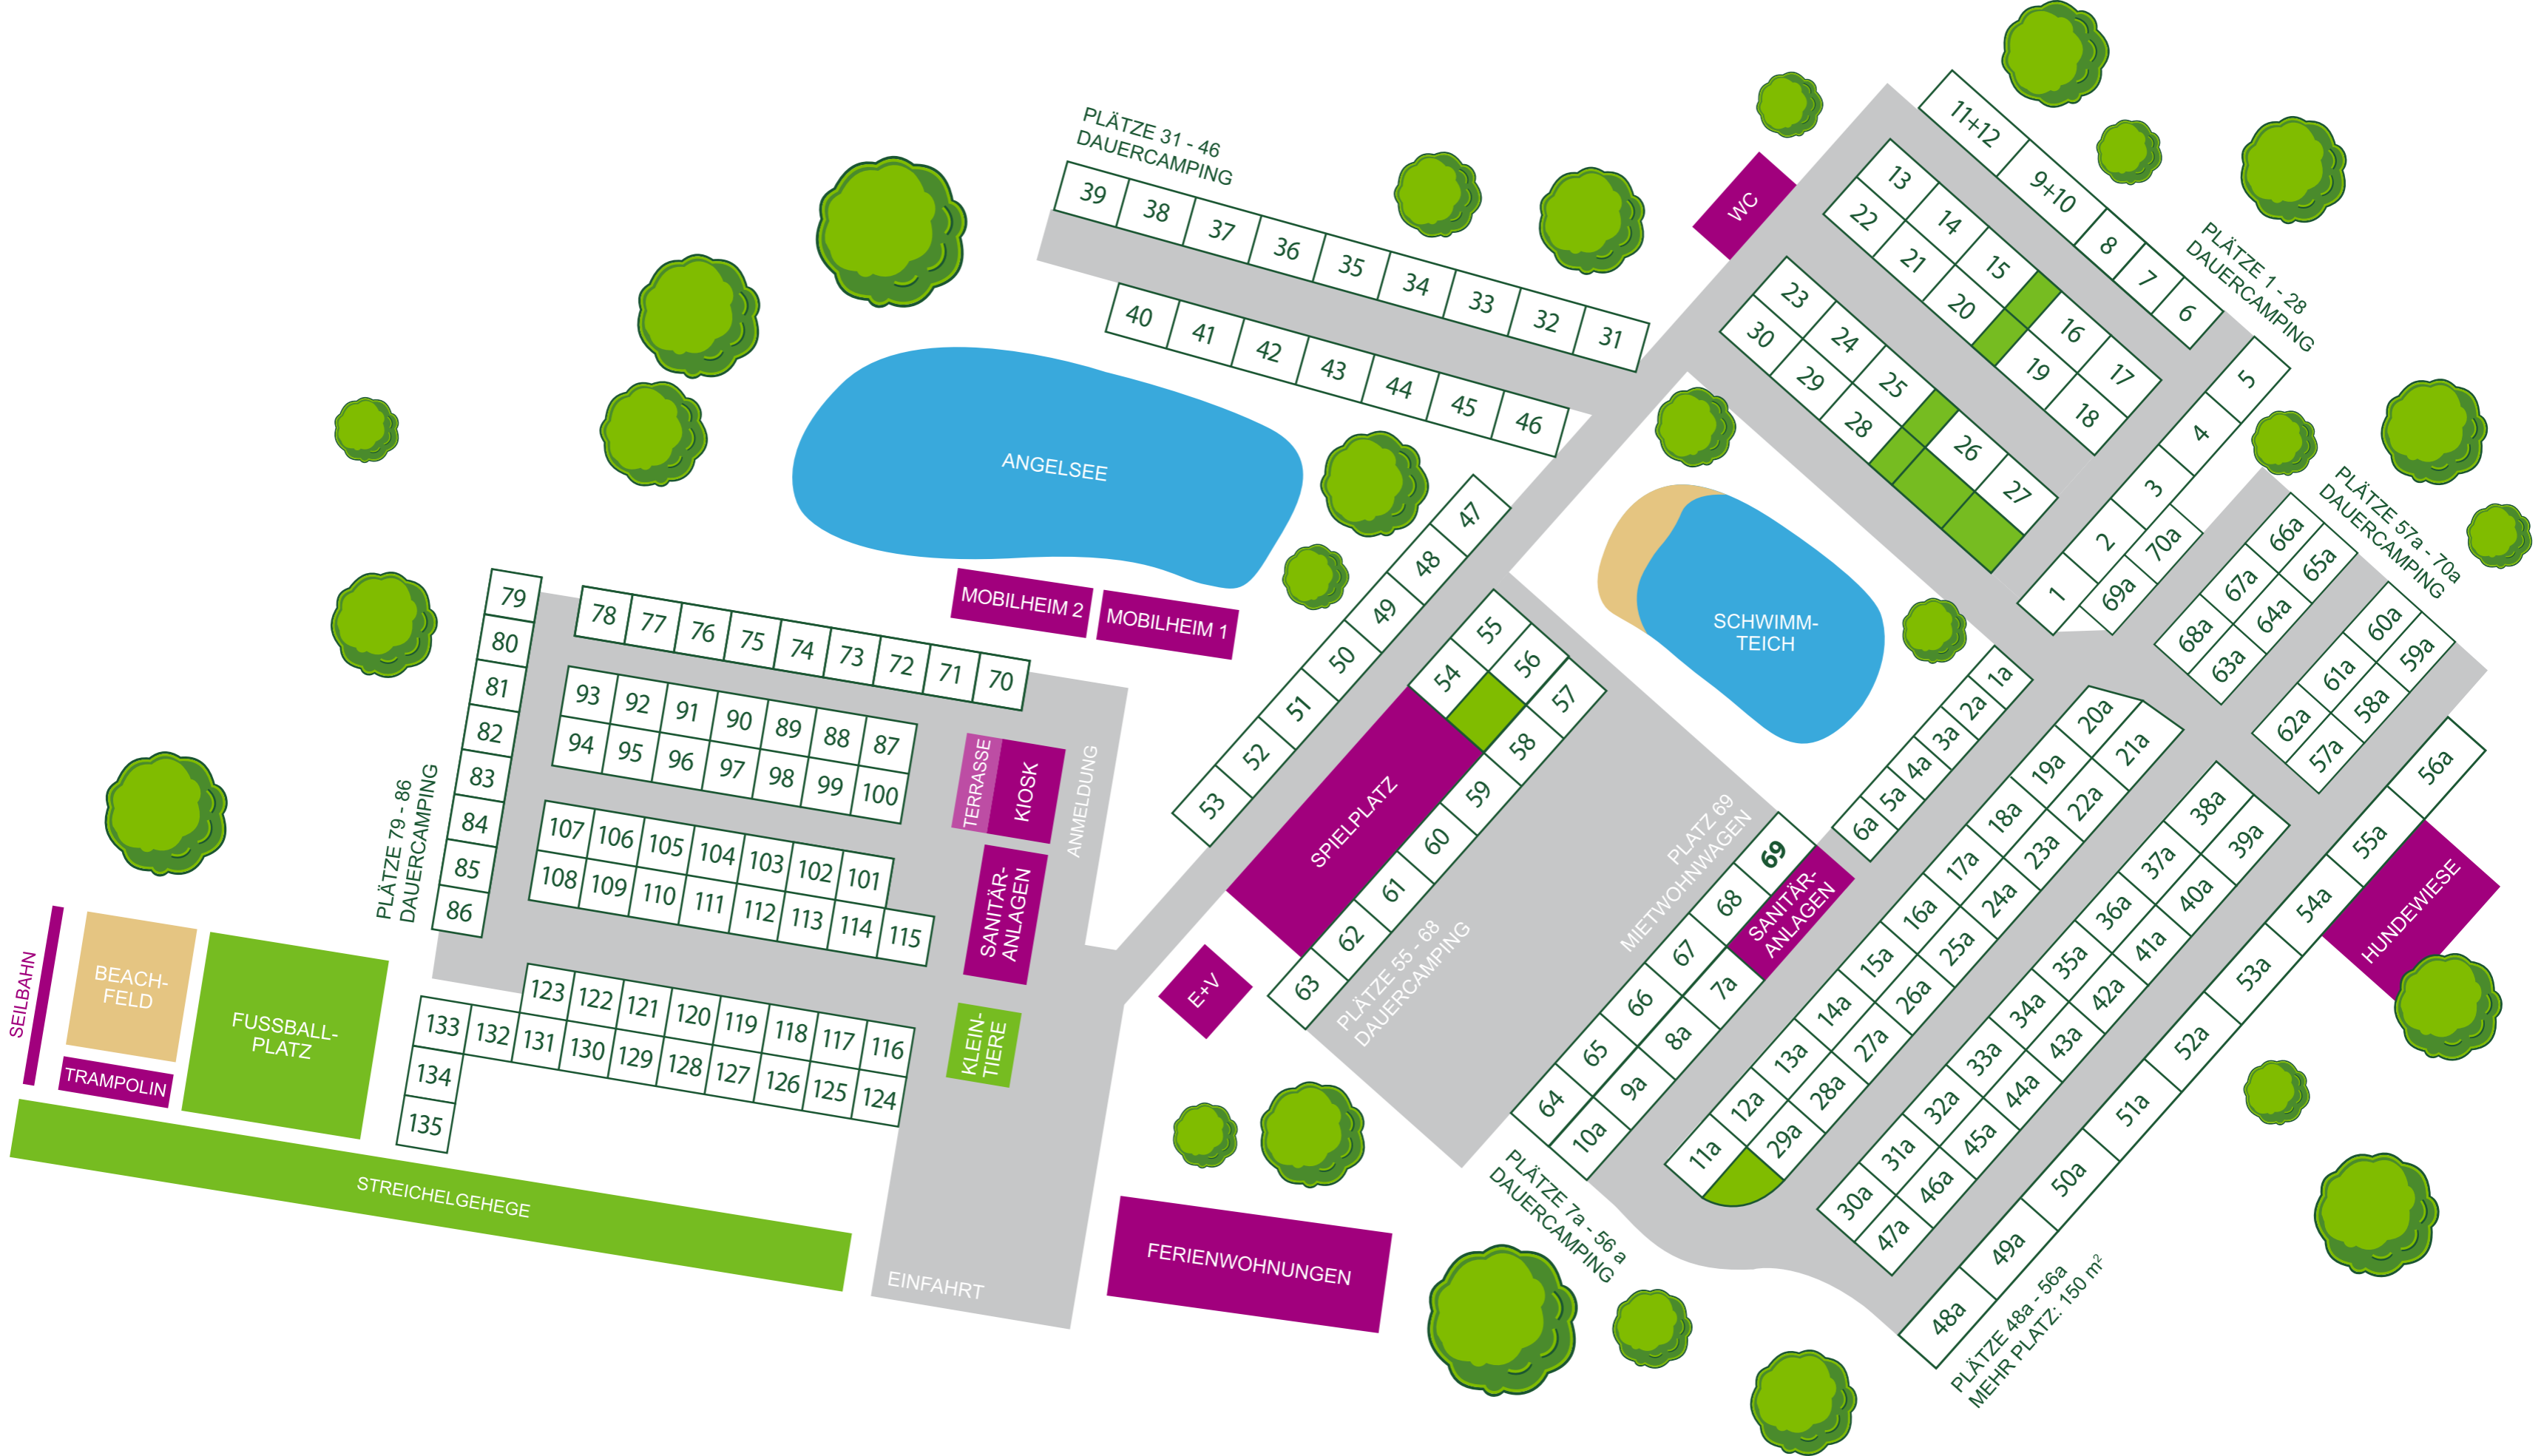 PLÄTZE 31 - 46
DAUERCAMPING
39 38 37 36 35 34 33 32 31
40 41 42 43 44 45 46
ANGELSEE
MOBILHEIM 2
MOBILHEIM 1
WC
11+12 9+10 8 7 6
PLÄTZE 1 - 28
DAUERCAMPING
13 14 15 16 17
22 21 20 19 18
23 24 25 26 27
30 29 28
5 4 3 2 1
70a 69a
SCHWIMM-
TEICH
PLÄTZE 57a - 70a
DAUERCAMPING
66a 67a 68a
65a 64a 63a
60a 61a 62a
59a 58a 57a
47 48 49 50 51 52 53
55 54
56
57 58 59 60 61 62 63
SPIELPLATZ
E+V
PLÄTZE 55 - 68
DAUERCAMPING
PLATZ 69
MIETWOHNWAGEN
69 68 67 66 65 64
SANITÄR-
ANLAGEN
7a 8a 9a 10a
1a 2a 3a 4a 5a 6a
20a 19a 18a 17a 16a 15a 14a 13a 12a 11a
21a 22a 23a 24a 25a 26a 27a 28a 29a
38a 37a 36a 35a 34a 33a 32a 31a 30a
39a 40a 41a 42a 43a 44a 45a 46a 47a
56a 55a 54a 53a 52a 51a 50a 49a 48a
HUNDEWIESE
PLÄTZE 7a - 56 a
DAUERCAMPING
PLÄTZE 48a - 56a
MEHR PLATZ: 150 m²
79 80 81 82 83 84 85 86
PLÄTZE 79 - 86
DAUERCAMPING
78 77 76 75 74 73 72 71 70
93 92 91 90 89 88 87
94 95 96 97 98 99 100
107 106 105 104 103 102 101
108 109 110 111 112 113 114 115
123 122 121 120 119 118 117 116
133 132 131 130 129 128 127 126 125 124
134
135
TERRASSE
KIOSK
ANMELDUNG
SANITÄR-
ANLAGEN
KLEIN-
TIERE
SEILBAHN
BEACH-
FELD
TRAMPOLIN
FUSSBALL-
PLATZ
STREICHELGEHEGE
EINFAHRT
FERIENWOHNUNGEN